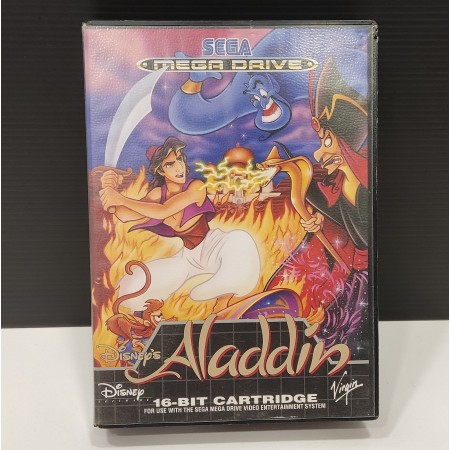 SEGA
MEGA DRIVE
DISNEY'S
Aladdin
DISNEY
SOFTWARE
16-BIT CARTRIDGE
Virgin
FOR USE WITH THE SEGA MEGA DRIVE VIDEO ENTERTAINMENT SYSTEM